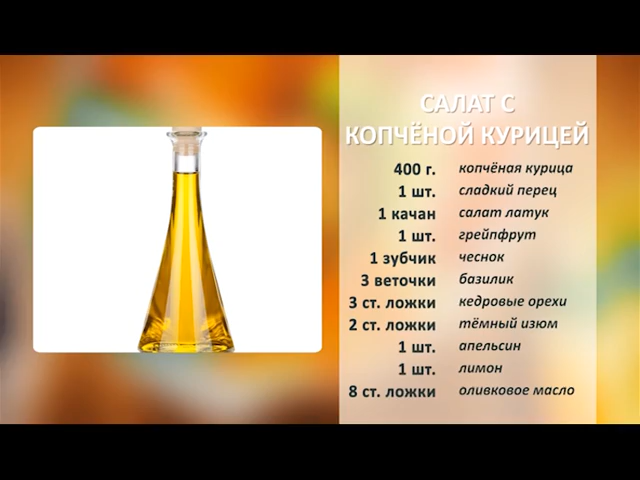 САЛАТ С
КОПЧЁНОЙ КУРИЦЕЙ
400 г. копчёная курица
1 шт. сладкий перец
1 качан салат латук
1 шт. грейпфрут
1 зубчик чеснок
3 веточки базилик
3 ст. ложки кедровые орехи
2 ст. ложки тёмный изюм
1 шт. апельсин
1 шт. лимон
8 ст. ложки оливковое масло